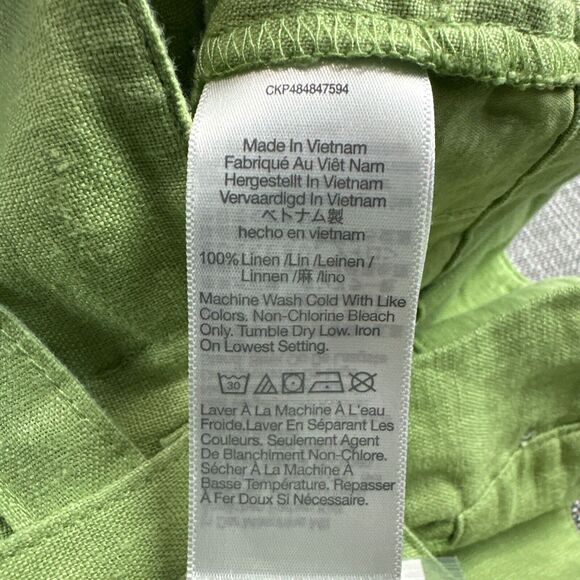 CKP484847594
Made In Vietnam
Fabriqué Au Viêt Nam
Hergestellt In Vietnam
Vervaardigd In Vietnam
ベトナム製
hecho en vietnam
100% Linen /Lin /Leinen /
Linnen /麻 /lino
Machine Wash Cold With Like
Colors. Non-Chlorine Bleach
Only. Tumble Dry Low. Iron
On Lowest Setting.
30
Laver À La Machine À L'eau
Froide.Laver En Séparant Les
Couleurs. Seulement Agent
De Blanchiment Non-Chlore.
Sécher À La Machine À
Basse Température. Repasser
À Fer Doux Si Nécessaire.